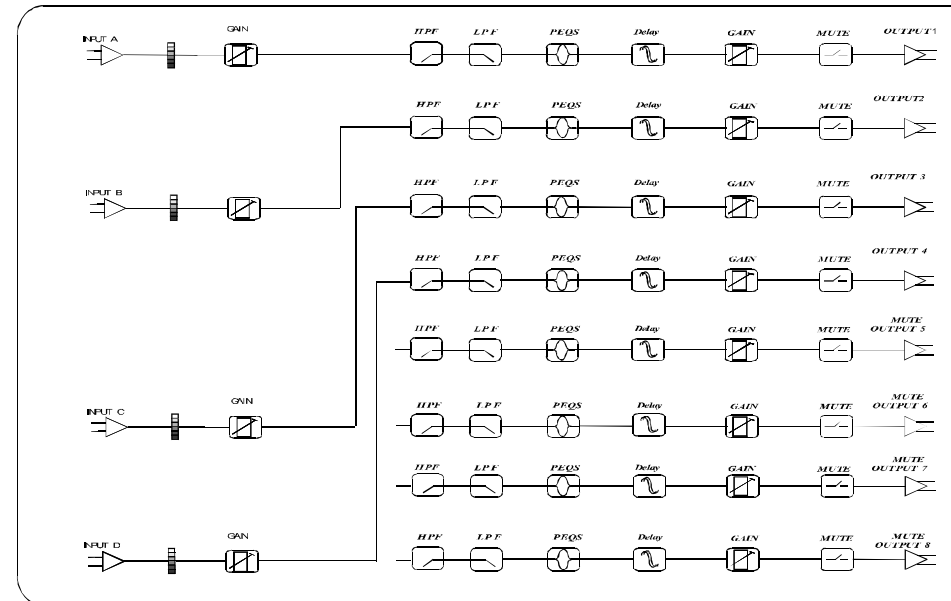 INPUT A GAIN HPF LPF PEQS Delay GAIN MUTE OUTPUT1
HPF LPF PEQS Delay GAIN MUTE OUTPUT2
INPUT B HPF LPF PEQS Delay GAIN MUTE OUTPUT 3
HPF LPF PEQS Delay GAIN MUTE OUTPUT 4
HPF LPF PEQS Delay GAIN MUTE MUTE OUTPUT 5
INPUT C GAIN HPF LPF PEQS Delay GAIN MUTE MUTE OUTPUT 6
HPF LPF PEQS Delay GAIN MUTE MUTE OUTPUT 7
INPUT D GAIN HPF LPF PEQS Delay GAIN MUTE MUTE OUTPUT 8